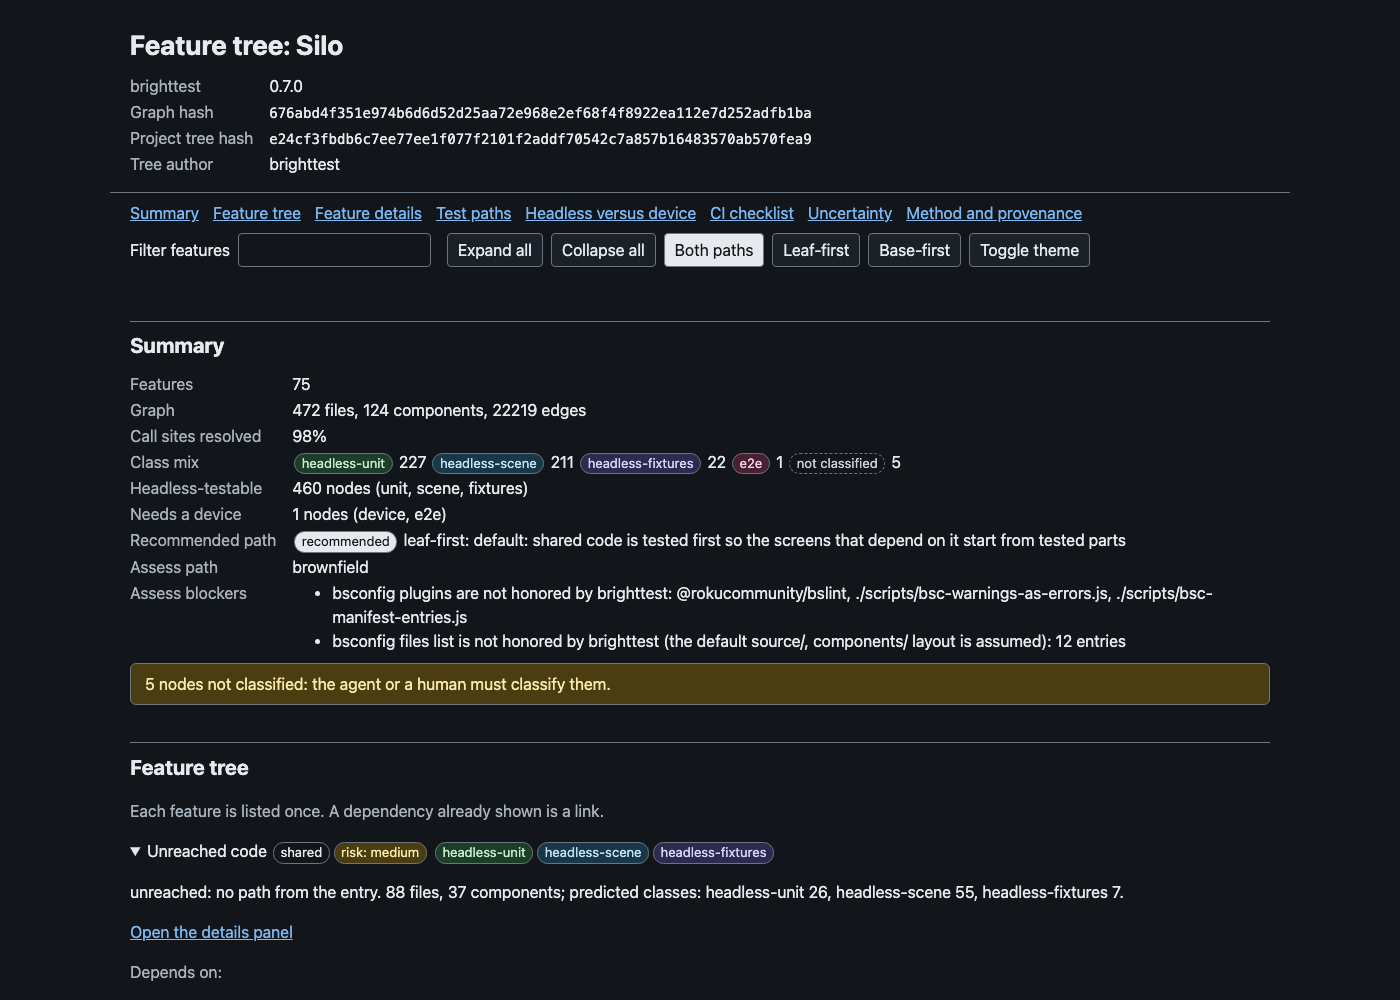 Feature tree: Silo
brighttest 0.7.0
Graph hash 676abd4f351e974b6d6d52d25aa72e968e2ef68f4f8922ea112e7d252adfb1ba
Project tree hash e24cf3fbdb6c7ee77ee1f077f2101f2addf70542c7a857b16483570ab570fea9
Tree author brighttest
Summary Feature tree Feature details Test paths Headless versus device CI checklist Uncertainty Method and provenance
Filter features Expand all Collapse all Both paths Leaf-first Base-first Toggle theme
Summary
Features 75
Graph 472 files, 124 components, 22219 edges
Call sites resolved 98%
Class mix headless-unit 227 headless-scene 211 headless-fixtures 22 e2e 1 not classified 5
Headless-testable 460 nodes (unit, scene, fixtures)
Needs a device 1 nodes (device, e2e)
Recommended path recommended leaf-first: default: shared code is tested first so the screens that depend on it start from tested parts
Assess path brownfield
Assess blockers • bsconfig plugins are not honored by brighttest: @rokucommunity/bslint, ./scripts/bsc-warnings-as-errors.js, ./scripts/bsc-
manifest-entries.js
• bsconfig files list is not honored by brighttest (the default source/, components/ layout is assumed): 12 entries
5 nodes not classified: the agent or a human must classify them.
Feature tree
Each feature is listed once. A dependency already shown is a link.
▼ Unreached code shared risk: medium headless-unit headless-scene headless-fixtures
unreached: no path from the entry. 88 files, 37 components; predicted classes: headless-unit 26, headless-scene 55, headless-fixtures 7.
Open the details panel
Depends on: